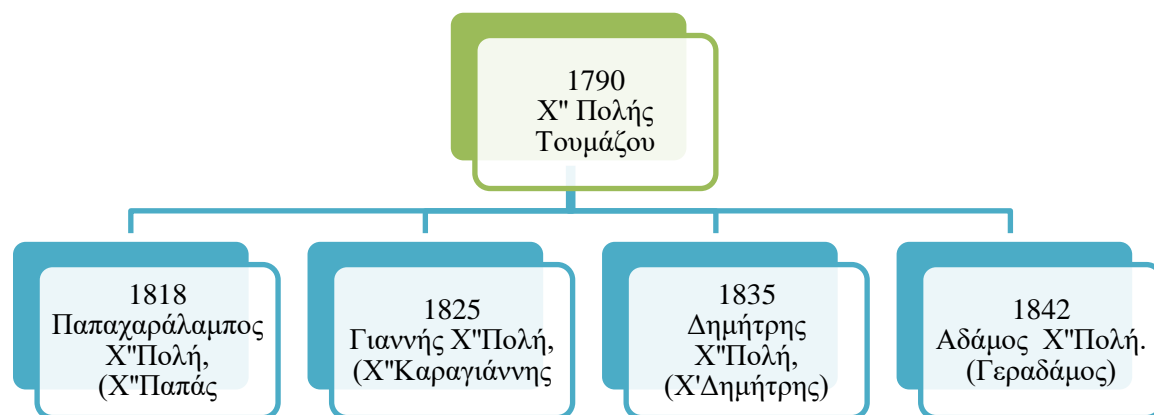 1790
Χ" Πολής
Τουμάζου
1818
Παπαχαράλαμπος
Χ"Πολή,
(Χ"Παπάς
1825
Γιαννής Χ"Πολή,
(Χ"Καραγιάννης
1835
Δημήτρης
Χ"Πολή,
(Χ'Δημήτρης)
1842
Αδάμος  Χ"Πολή.
(Γεραδάμος)